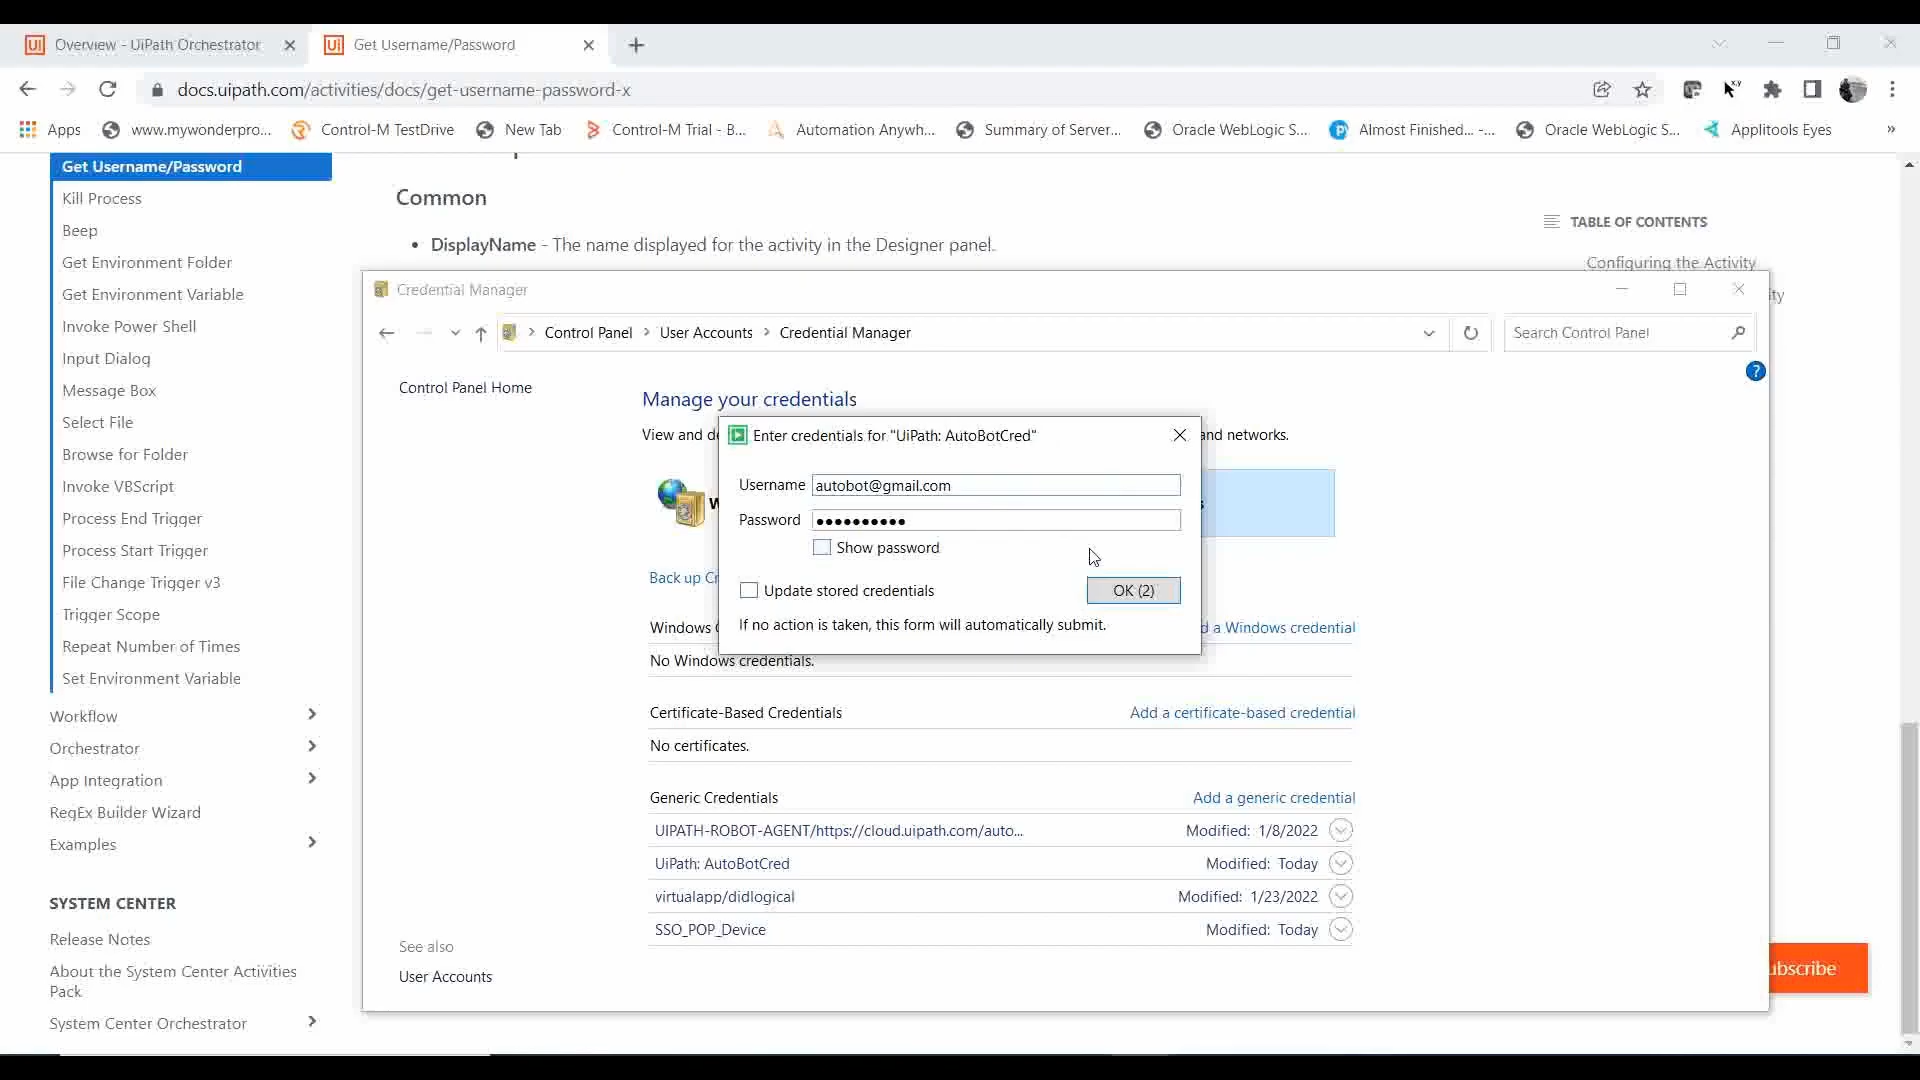 Overview - UiPath Orchestrator
Get Username/Password
docs.uipath.com/activities/docs/get-username-password-x
Apps
www.mywonderpro...
Control-M TestDrive
New Tab
Control-M Trial - B...
Automation Anywh...
Summary of Server...
Oracle WebLogic S...
Almost Finished... -...
Oracle WebLogic S...
Applitools Eyes
»
Get Username/Password
Kill Process
Beep
Get Environment Folder
Get Environment Variable
Invoke Power Shell
Input Dialog
Message Box
Select File
Browse for Folder
Invoke VBScript
Process End Trigger
Process Start Trigger
File Change Trigger v3
Trigger Scope
Repeat Number of Times
Set Environment Variable
Workflow
Orchestrator
App Integration
RegEx Builder Wizard
Examples
SYSTEM CENTER
Release Notes
About the System Center Activities
Pack
System Center Orchestrator
Common
• DisplayName - The name displayed for the activity in the Designer panel.
TABLE OF CONTENTS
Configuring the Activity
Credential Manager
Control Panel > User Accounts > Credential Manager
Search Control Panel
Control Panel Home
Manage your credentials
View and de
and networks.
Enter credentials for "UiPath: AutoBotCred"
Username autobot@gmail.com
Password ••••••••••
Show password
Update stored credentials
OK (2)
If no action is taken, this form will automatically submit.
Back up Cr
Windows
d a Windows credential
No Windows credentials.
Certificate-Based Credentials
Add a certificate-based credential
No certificates.
Generic Credentials
Add a generic credential
UIPATH-ROBOT-AGENT/https://cloud.uipath.com/auto...
Modified: 1/8/2022
UiPath: AutoBotCred
Modified: Today
virtualapp/didlogical
Modified: 1/23/2022
SSO_POP_Device
Modified: Today
See also
User Accounts
ubscribe